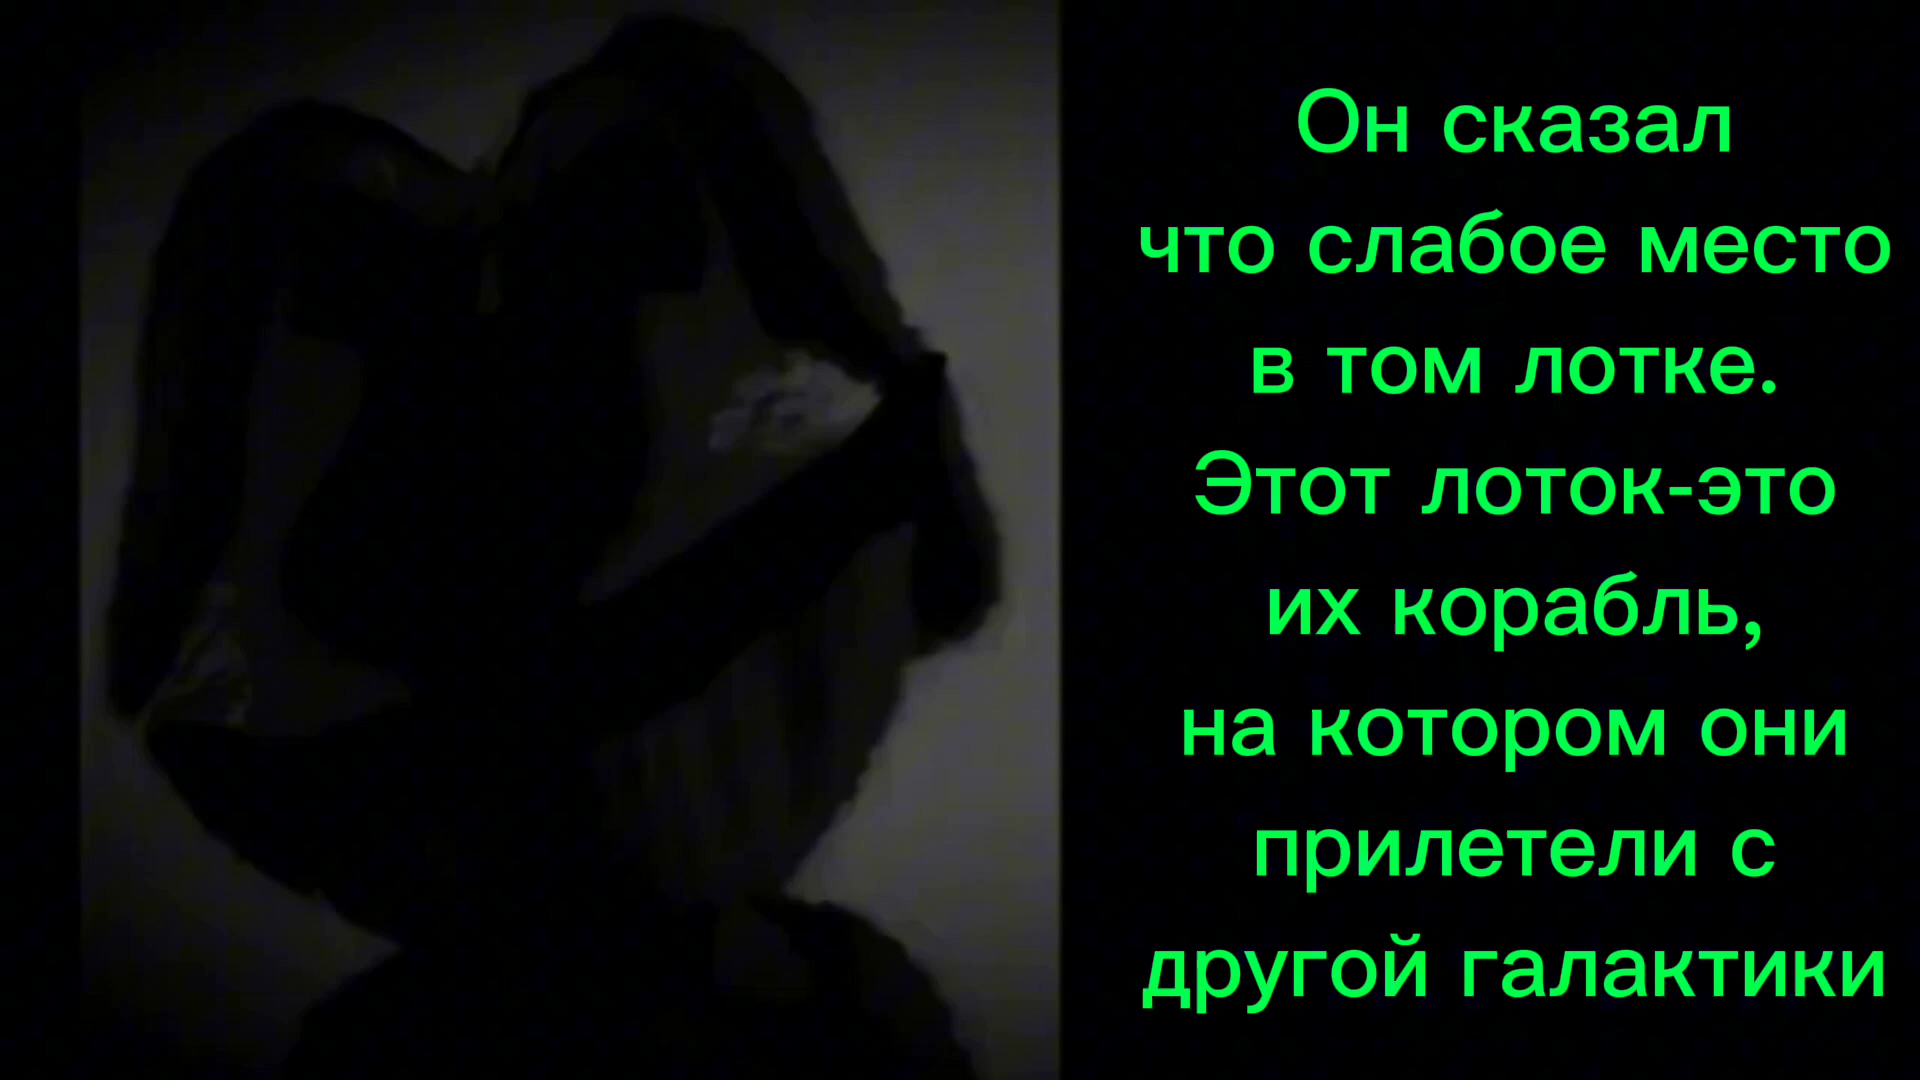 Он сказал
что слабое место
в том лотке.
Этот лоток-это
их корабль,
на котором они
прилетели с
другой галактики